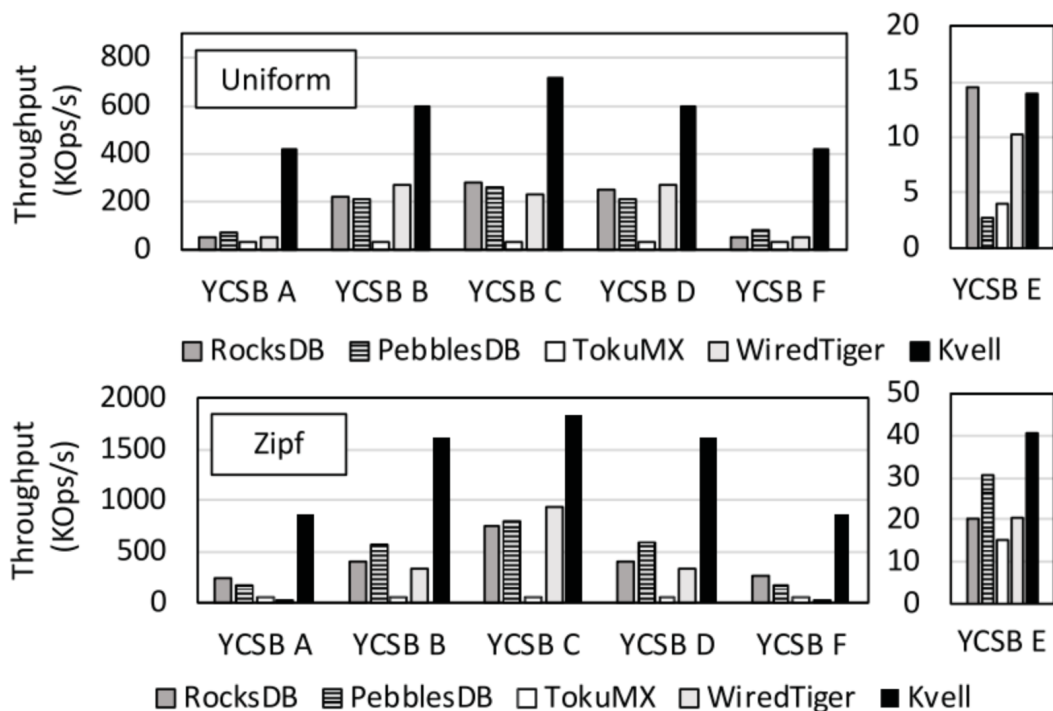 Throughput
(KOps/s)
800
600
400
200
0
Uniform
YCSB A YCSB B YCSB C YCSB D YCSB F
20
15
10
5
0
YCSB E
RocksDB PebblesDB TokuMX WiredTiger Kvell
Throughput
(KOps/s)
2000
1500
1000
500
0
Zipf
YCSB A YCSB B YCSB C YCSB D YCSB F
50
40
30
20
10
0
YCSB E
RocksDB PebblesDB TokuMX WiredTiger Kvell